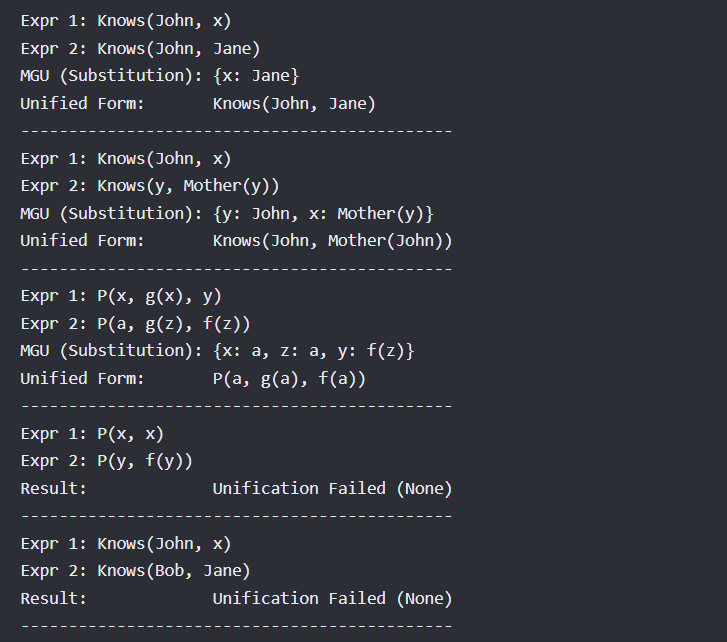 Expr 1: Knows(John, x)
Expr 2: Knows(John, Jane)
MGU (Substitution): {x: Jane}
Unified Form:       Knows(John, Jane)
---------------------------------------------
Expr 1: Knows(John, x)
Expr 2: Knows(y, Mother(y))
MGU (Substitution): {y: John, x: Mother(y)}
Unified Form:       Knows(John, Mother(John))
---------------------------------------------
Expr 1: P(x, g(x), y)
Expr 2: P(a, g(z), f(z))
MGU (Substitution): {x: a, z: a, y: f(z)}
Unified Form:       P(a, g(a), f(a))
---------------------------------------------
Expr 1: P(x, x)
Expr 2: P(y, f(y))
Result:             Unification Failed (None)
---------------------------------------------
Expr 1: Knows(John, x)
Expr 2: Knows(Bob, Jane)
Result:             Unification Failed (None)
---------------------------------------------